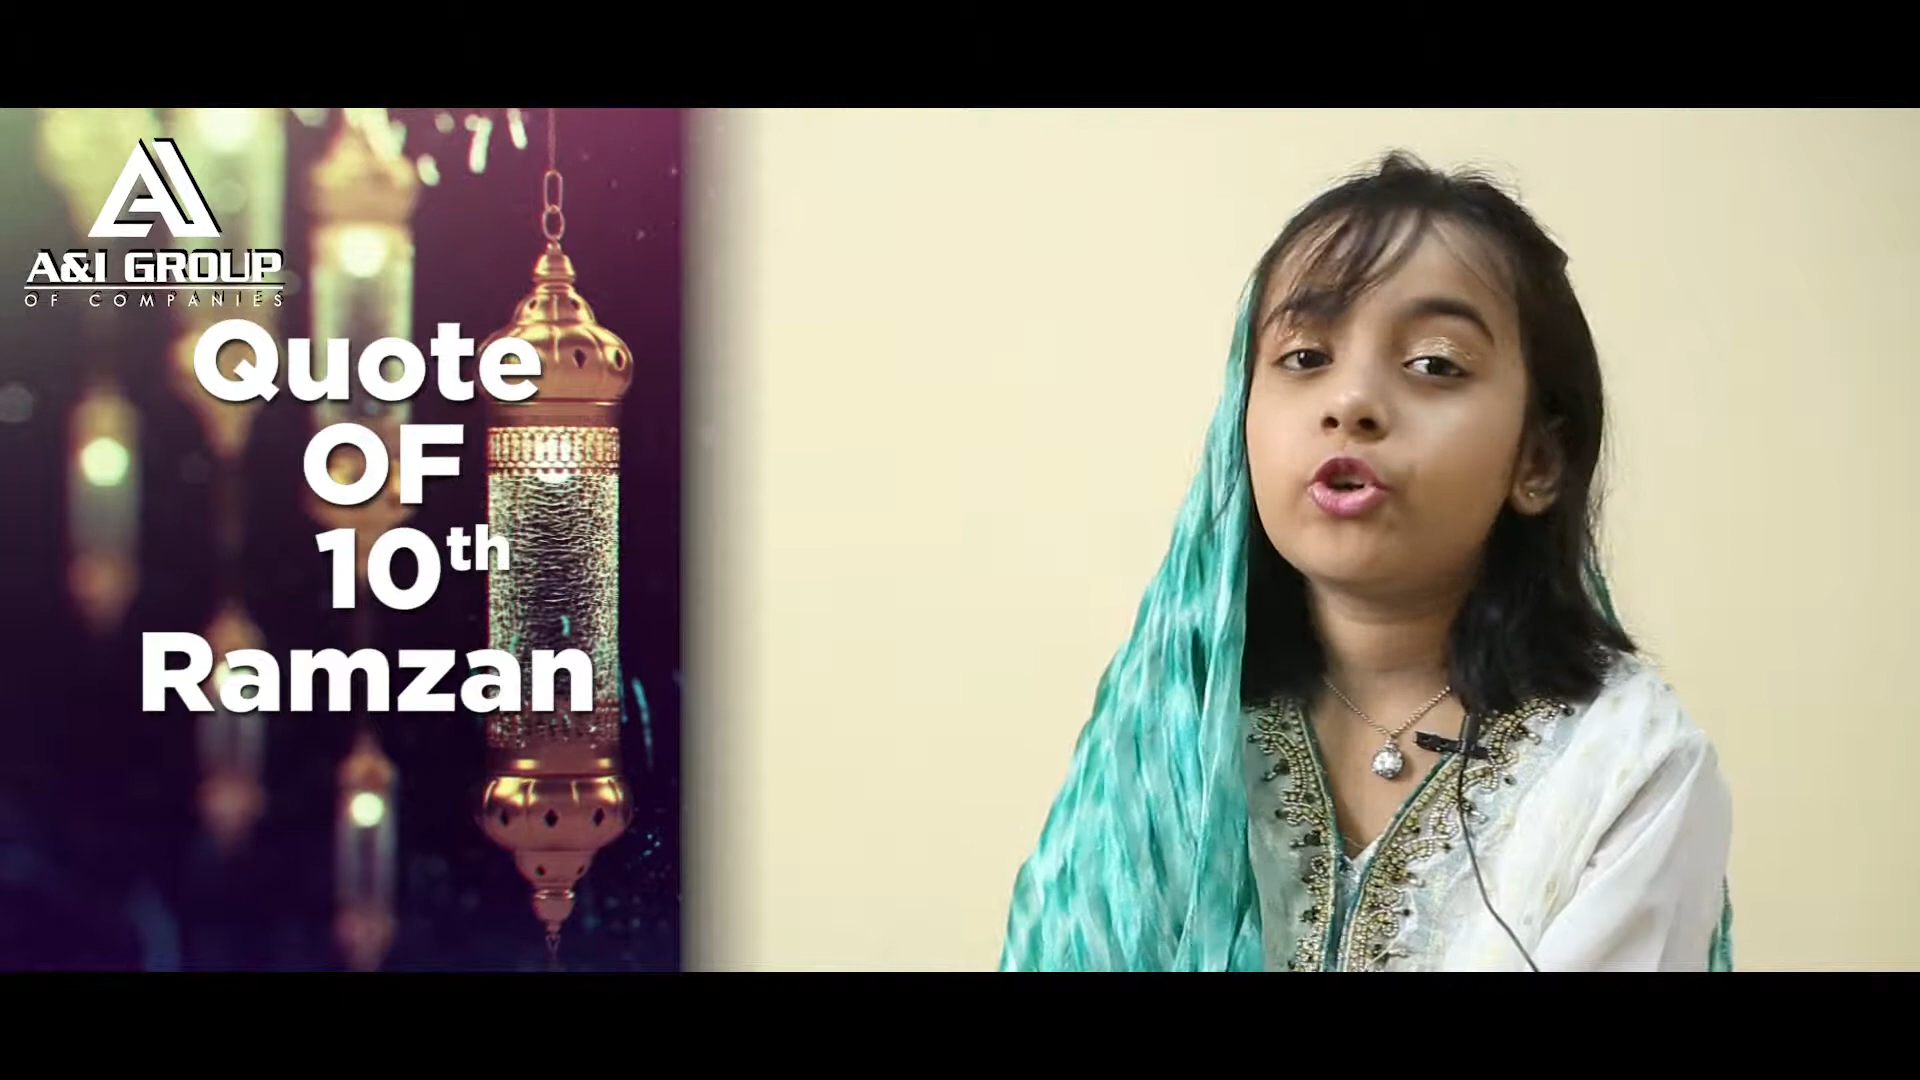 A&I GROUP
OF COMPANIES
Quote
OF
10th
Ramzan